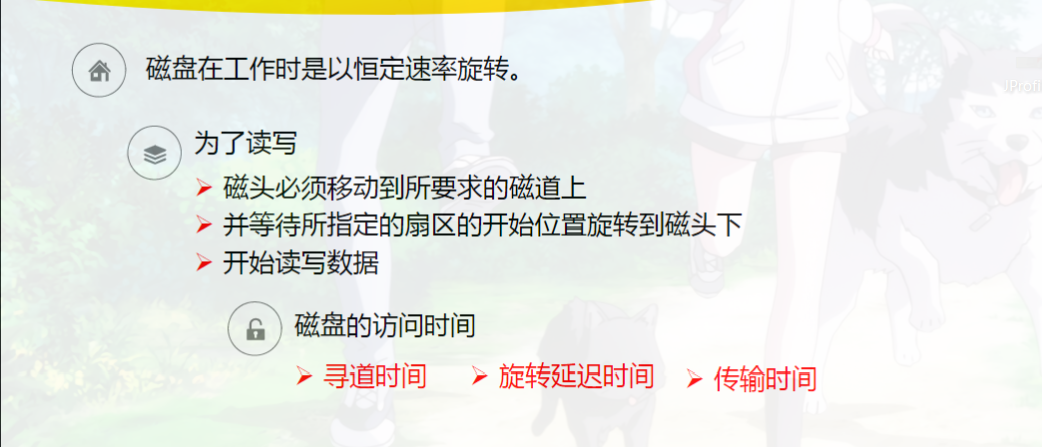 磁盘在工作时是以恒定速率旋转。
为了读写
磁头必须移动到所要求的磁道上
并等待所指定的扇区的开始位置旋转到磁头下
开始读写数据
磁盘的访问时间
寻道时间 旋转延迟时间 传输时间